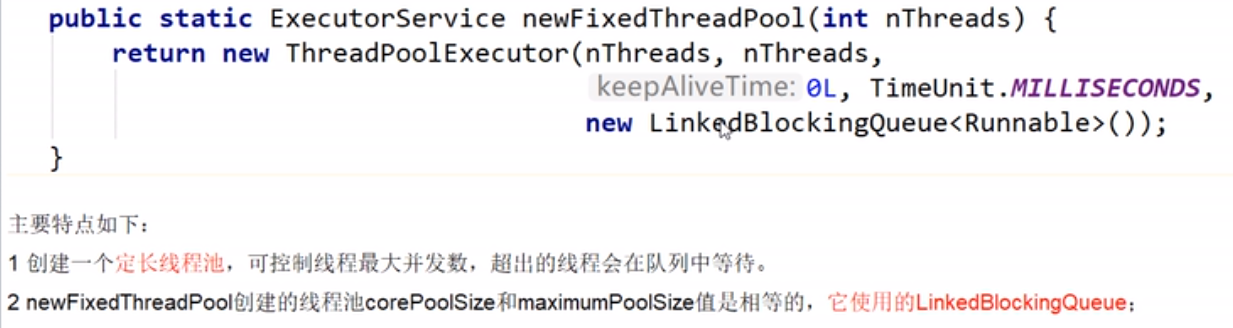 public static ExecutorService newFixedThreadPool(int nThreads) {
return new ThreadPoolExecutor(nThreads, nThreads,
keepAliveTime: 0L, TimeUnit.MILLISECONDS,
new LinkedBlockingQueue<Runnable>());
}
主要特点如下：
1 创建一个定长线程池，可控制线程最大并发数，超出的线程会在队列中等待。
2 newFixedThreadPool创建的线程池corePoolSize和maximumPoolSize值是相等的，它使用的LinkedBlockingQueue；